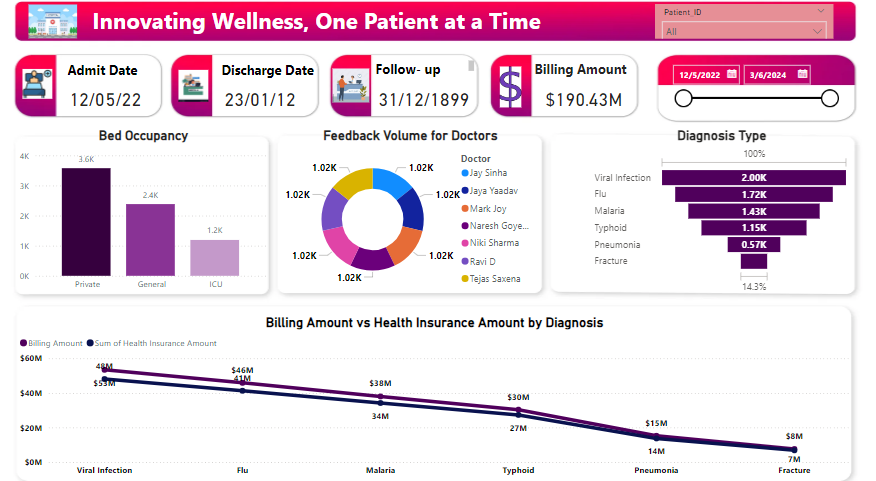 Innovating Wellness, One Patient at a Time
Patient_ID
All
Admit Date
12/05/22
Discharge Date
23/01/12
Follow- up
31/12/1899
Billing Amount
$190.43M
12/5/2022
3/6/2024
Bed Occupancy
4K
3K
2K
1K
0K
3.6K
2.4K
1.2K
Private
General
ICU
Feedback Volume for Doctors
1.02K
1.02K
1.02K
1.02K
1.02K
1.02K
1.02K
Doctor
Jay Sinha
Jaya Yaadav
Mark Joy
Naresh Goye...
Niki Sharma
Ravi D
Tejas Saxena
Diagnosis Type
100%
Viral Infection 2.00K
Flu 1.72K
Malaria 1.43K
Typhoid 1.15K
Pneumonia 0.57K
Fracture
14.3%
Billing Amount vs Health Insurance Amount by Diagnosis
Billing Amount Sum of Health Insurance Amount
$60M
$40M
$20M
$0M
48M
$53M
$46M
41M
$38M
34M
$30M
27M
$15M
14M
$8M
7M
Viral Infection
Flu
Malaria
Typhoid
Pneumonia
Fracture